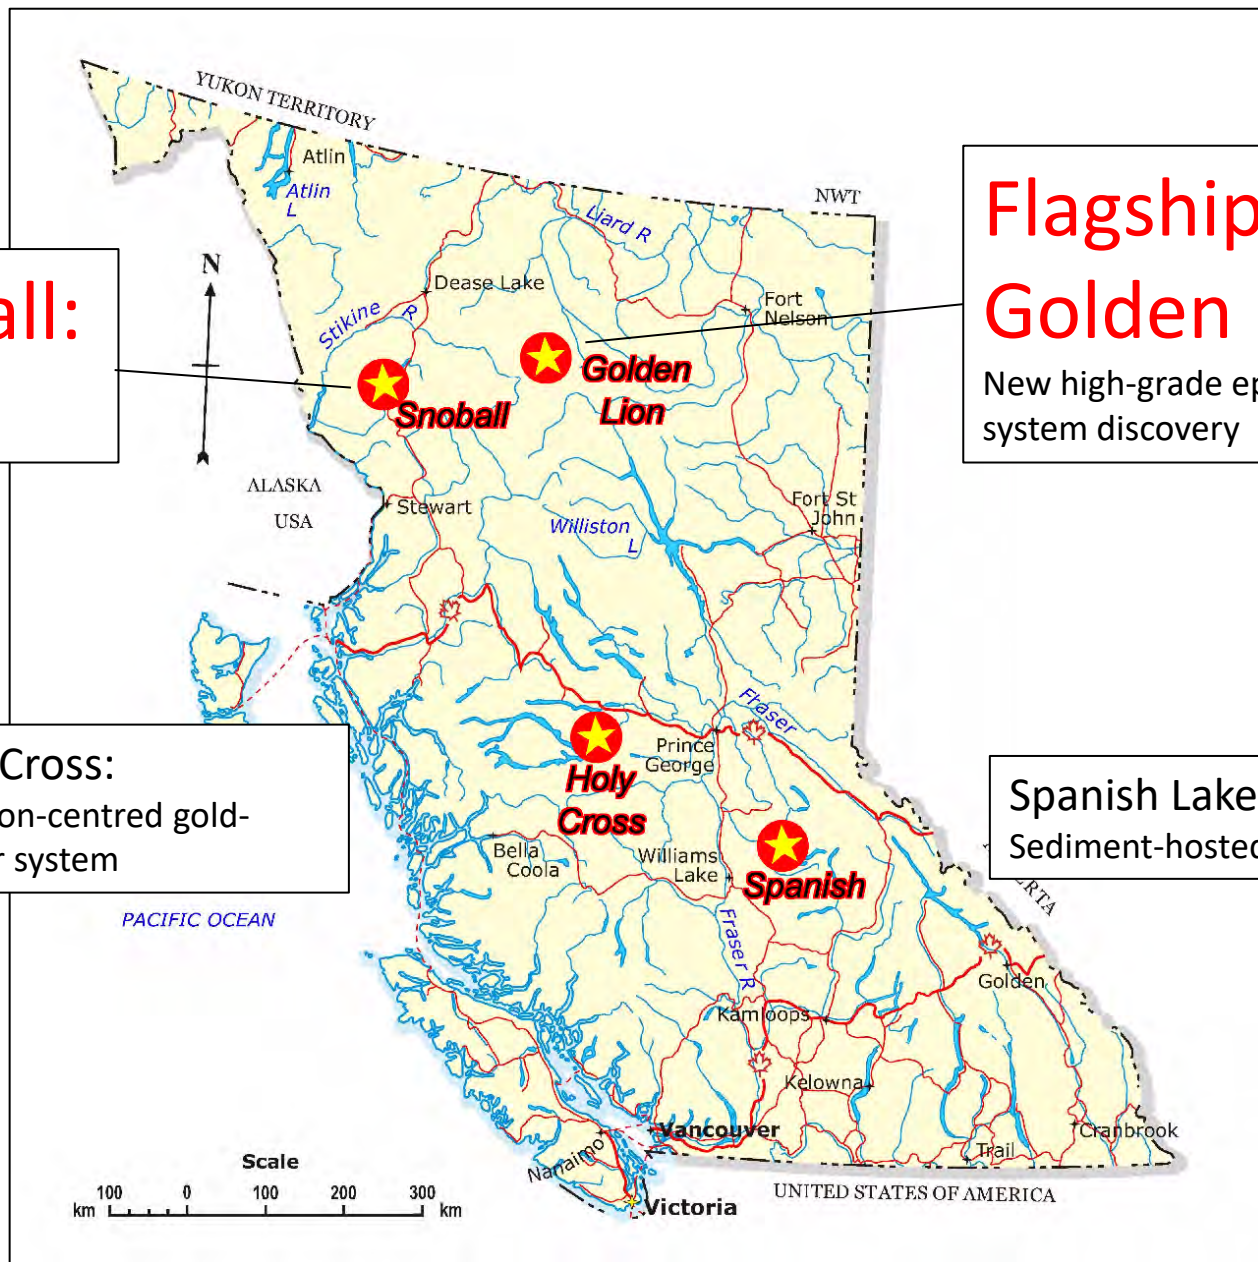 YUKON TERRITORY
Atlin
Atlin
L
NWT
Liard R
Flagship
Golden
New high-grade ep
system discovery
N
all:
Dease Lake
Stikine
R
Fort
Nelson
Golden
Lion
Snoball
ALASKA
USA
Stewart
Fort St
John
Williston
L
Fraser
Prince
George
Holy
Cross
Cross:
on-centred gold-
r system
Spanish Lake
Sediment-hosted
Bella
Coola
Williams
Lake
Spanish
ERTA
PACIFIC OCEAN
Fraser R
Golden
Kamloops
Kelowna
Vancouver
Nanaimo
Cranbrook
Trail
Scale
100 0 100 200 300
km km
UNITED STATES OF AMERICA
Victoria